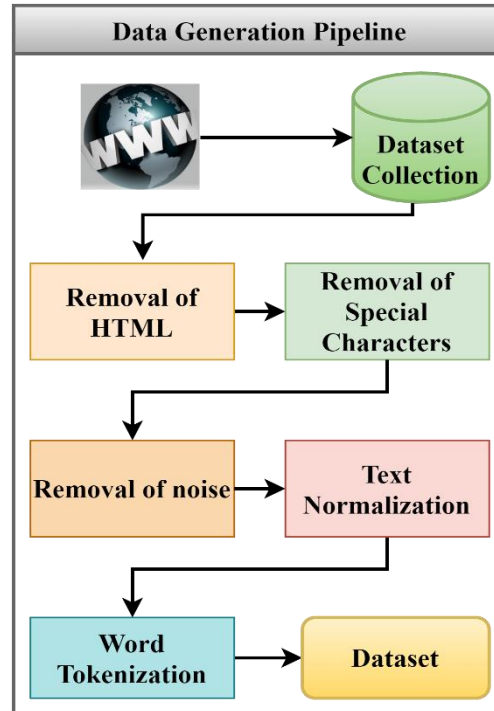 Data Generation Pipeline
WWW
Dataset
Collection
Removal of
HTML
Removal of
Special
Characters
Removal of noise
Text
Normalization
Word
Tokenization
Dataset